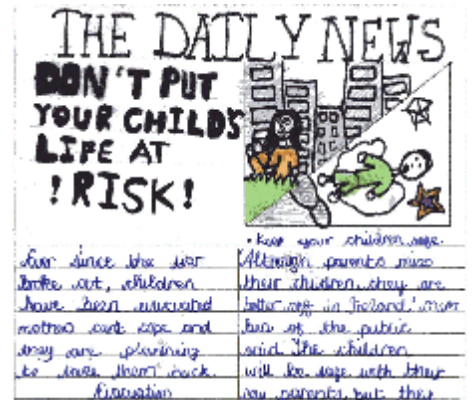 THE DAILY NEWS
DON'T PUT
YOUR CHILD'S
LIFE AT
! RISK!
Ever since the war
broke out, children
have been evacuated
mothers can't cope and
they are planning
to have them back.
Evacuation
• Keep your children safe.
Although parents miss
their children, they are
better off in Ireland.'
of the public
said. The children
will be safe with they
parents, but they